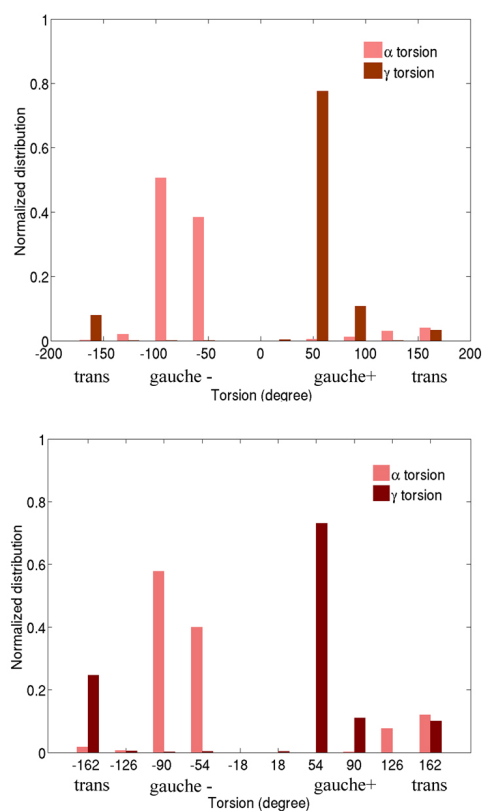 1
0.8
0.6
0.4
0.2
0
Normalized distribution
α torsion
γ torsion
-200 -150 -100 -50 0 50 100 150 200
trans gauche - gauche+ trans
Torsion (degree)
1
0.8
0.6
0.4
0.2
0
Normalized distribution
α torsion
γ torsion
-162 -126 -90 -54 -18 18 54 90 126 162
trans gauche - gauche+ trans
Torsion (degree)